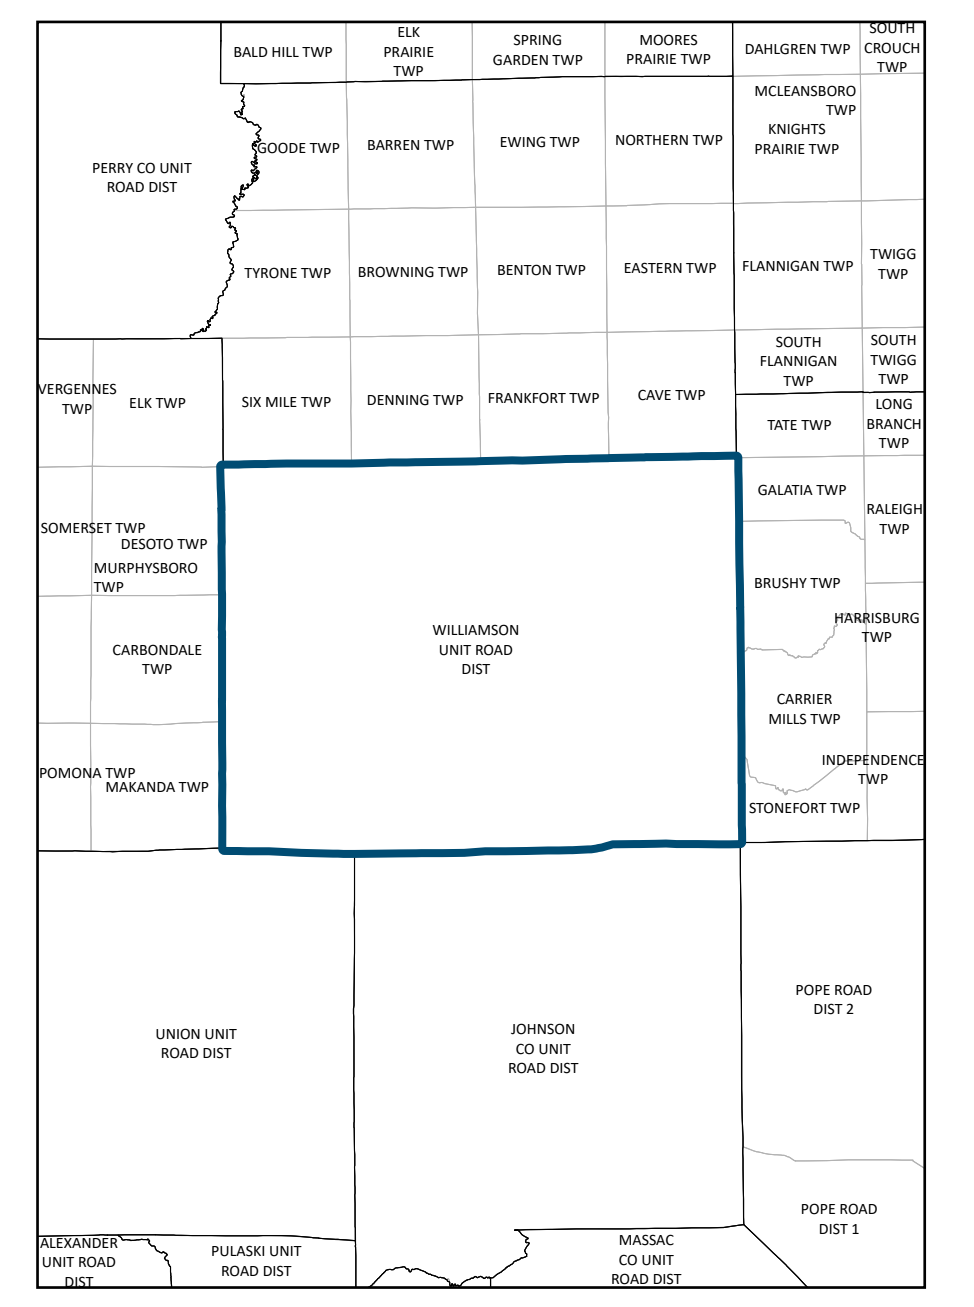 BALD HILL TWP
ELK
PRAIRIE
TWP
SPRING
GARDEN TWP
MOORES
PRAIRIE TWP
DAHLGREN TWP
SOUTH
CROUCH
TWP
MCLEANSBORO
TWP
KNIGHTS
PRAIRIE TWP
PERRY CO UNIT
ROAD DIST
GOODE TWP
BARREN TWP
EWING TWP
NORTHERN TWP
TYRONE TWP
BROWNING TWP
BENTON TWP
EASTERN TWP
FLANNIGAN TWP
TWIGG
TWP
SOUTH
FLANNIGAN
TWP
SOUTH
TWIGG
TWP
VERGENNES
TWP
ELK TWP
SIX MILE TWP
DENNING TWP
FRANKFORT TWP
CAVE TWP
TATE TWP
LONG
BRANCH
TWP
GALATIA TWP
RALEIGH
TWP
SOMERSET TWP
DESOTO TWP
MURPHYSBORO
TWP
BRUSHY TWP
HARRISBURG
TWP
WILLIAMSON
UNIT ROAD
DIST
CARBONDALE
TWP
CARRIER
MILLS TWP
POMONA TWP
MAKANDA TWP
INDEPENDENCE
TWP
STONEFORT TWP
UNION UNIT
ROAD DIST
JOHNSON
CO UNIT
ROAD DIST
POPE ROAD
DIST 2
POPE ROAD
DIST 1
ALEXANDER
UNIT ROAD
DIST
PULASKI UNIT
ROAD DIST
MASSAC
CO UNIT
ROAD DIST